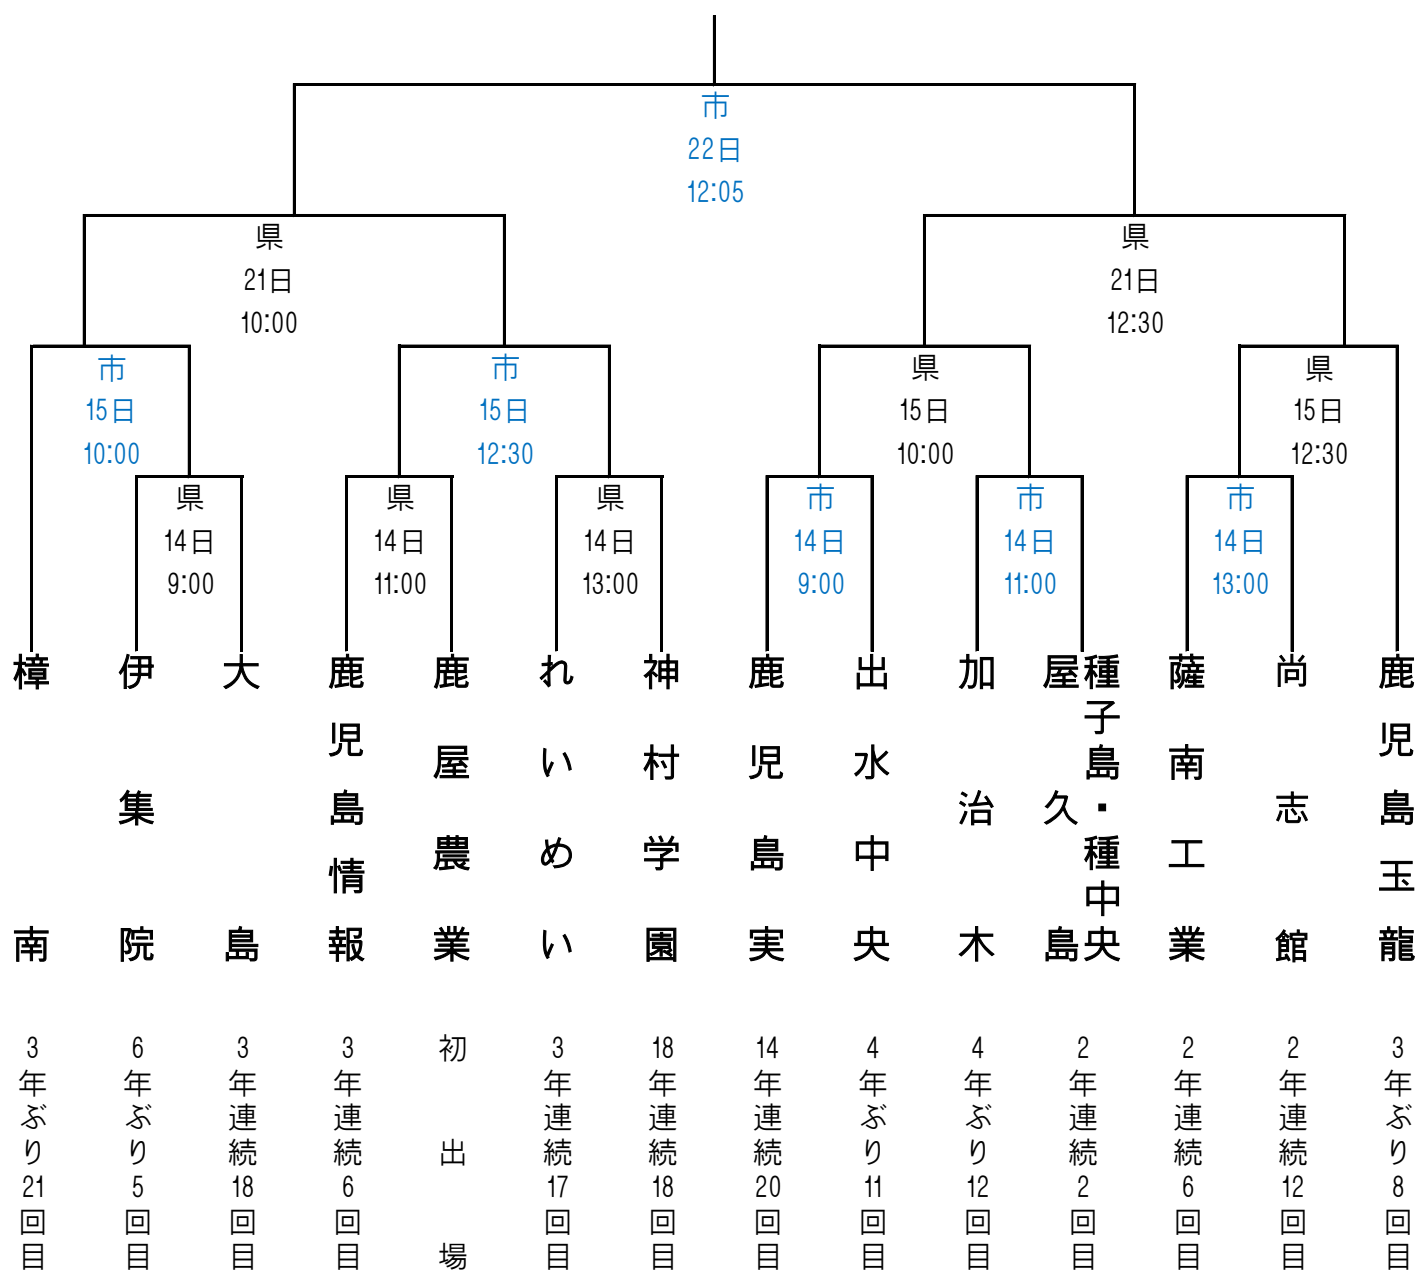 市
22日
12:05
県
21日
10:00
県
21日
12:30
市
15日
10:00
市
15日
12:30
県
15日
10:00
県
15日
12:30
県
14日
9:00
県
14日
11:00
県
14日
13:00
市
14日
9:00
市
14日
11:00
市
14日
13:00
樟南
伊集院
大島
鹿児島情報
鹿屋農業
れいめい
神村学園
鹿児島実
出水中央
加治木
種子島・種中央
屋久島
薩南工業
尚志館
鹿児島玉龍
3年ぶり21回目
6年ぶり5回目
3年連続18回目
3年連続6回目
初出場
3年連続17回目
18年連続18回目
14年連続20回目
4年ぶり11回目
4年ぶり12回目
2年連続2回目
2年連続6回目
2年連続12回目
3年ぶり8回目